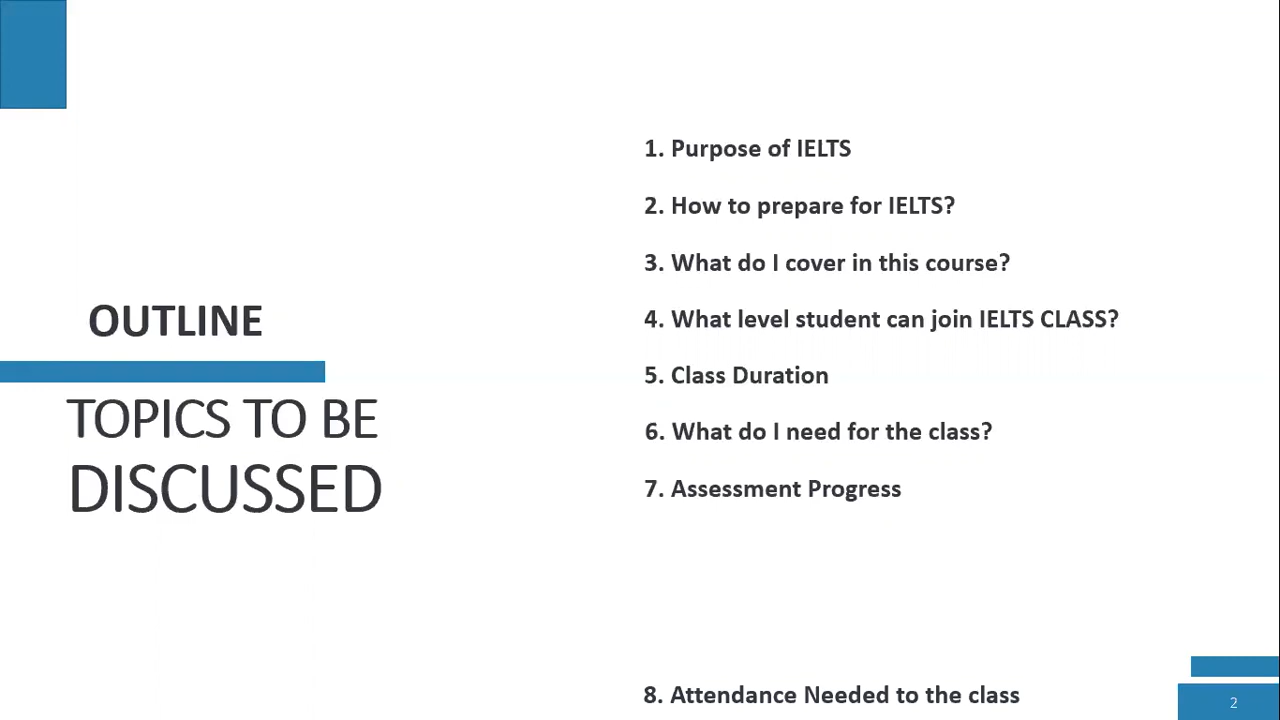 OUTLINE
TOPICS TO BE
DISCUSSED
1. Purpose of IELTS
2. How to prepare for IELTS?
3. What do I cover in this course?
4. What level student can join IELTS CLASS?
5. Class Duration
6. What do I need for the class?
7. Assessment Progress
8. Attendance Needed to the class
2